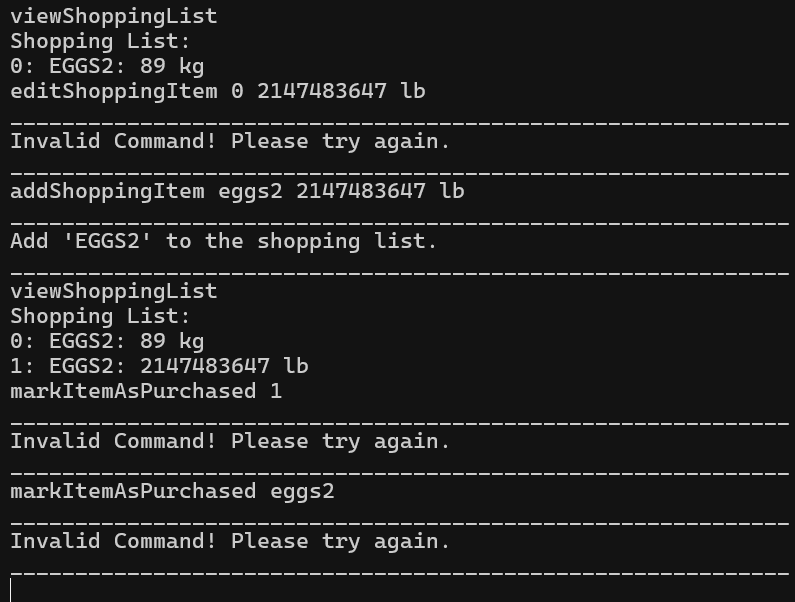 viewShoppingList
Shopping List:
0: EGGS2: 89 kg
editShoppingItem 0 2147483647 lb
____________________________________________________________
Invalid Command! Please try again.
____________________________________________________________
addShoppingItem eggs2 2147483647 lb
____________________________________________________________
Add 'EGGS2' to the shopping list.
____________________________________________________________
viewShoppingList
Shopping List:
0: EGGS2: 89 kg
1: EGGS2: 2147483647 lb
markItemAsPurchased 1
____________________________________________________________
Invalid Command! Please try again.
____________________________________________________________
markItemAsPurchased eggs2
____________________________________________________________
Invalid Command! Please try again.
____________________________________________________________